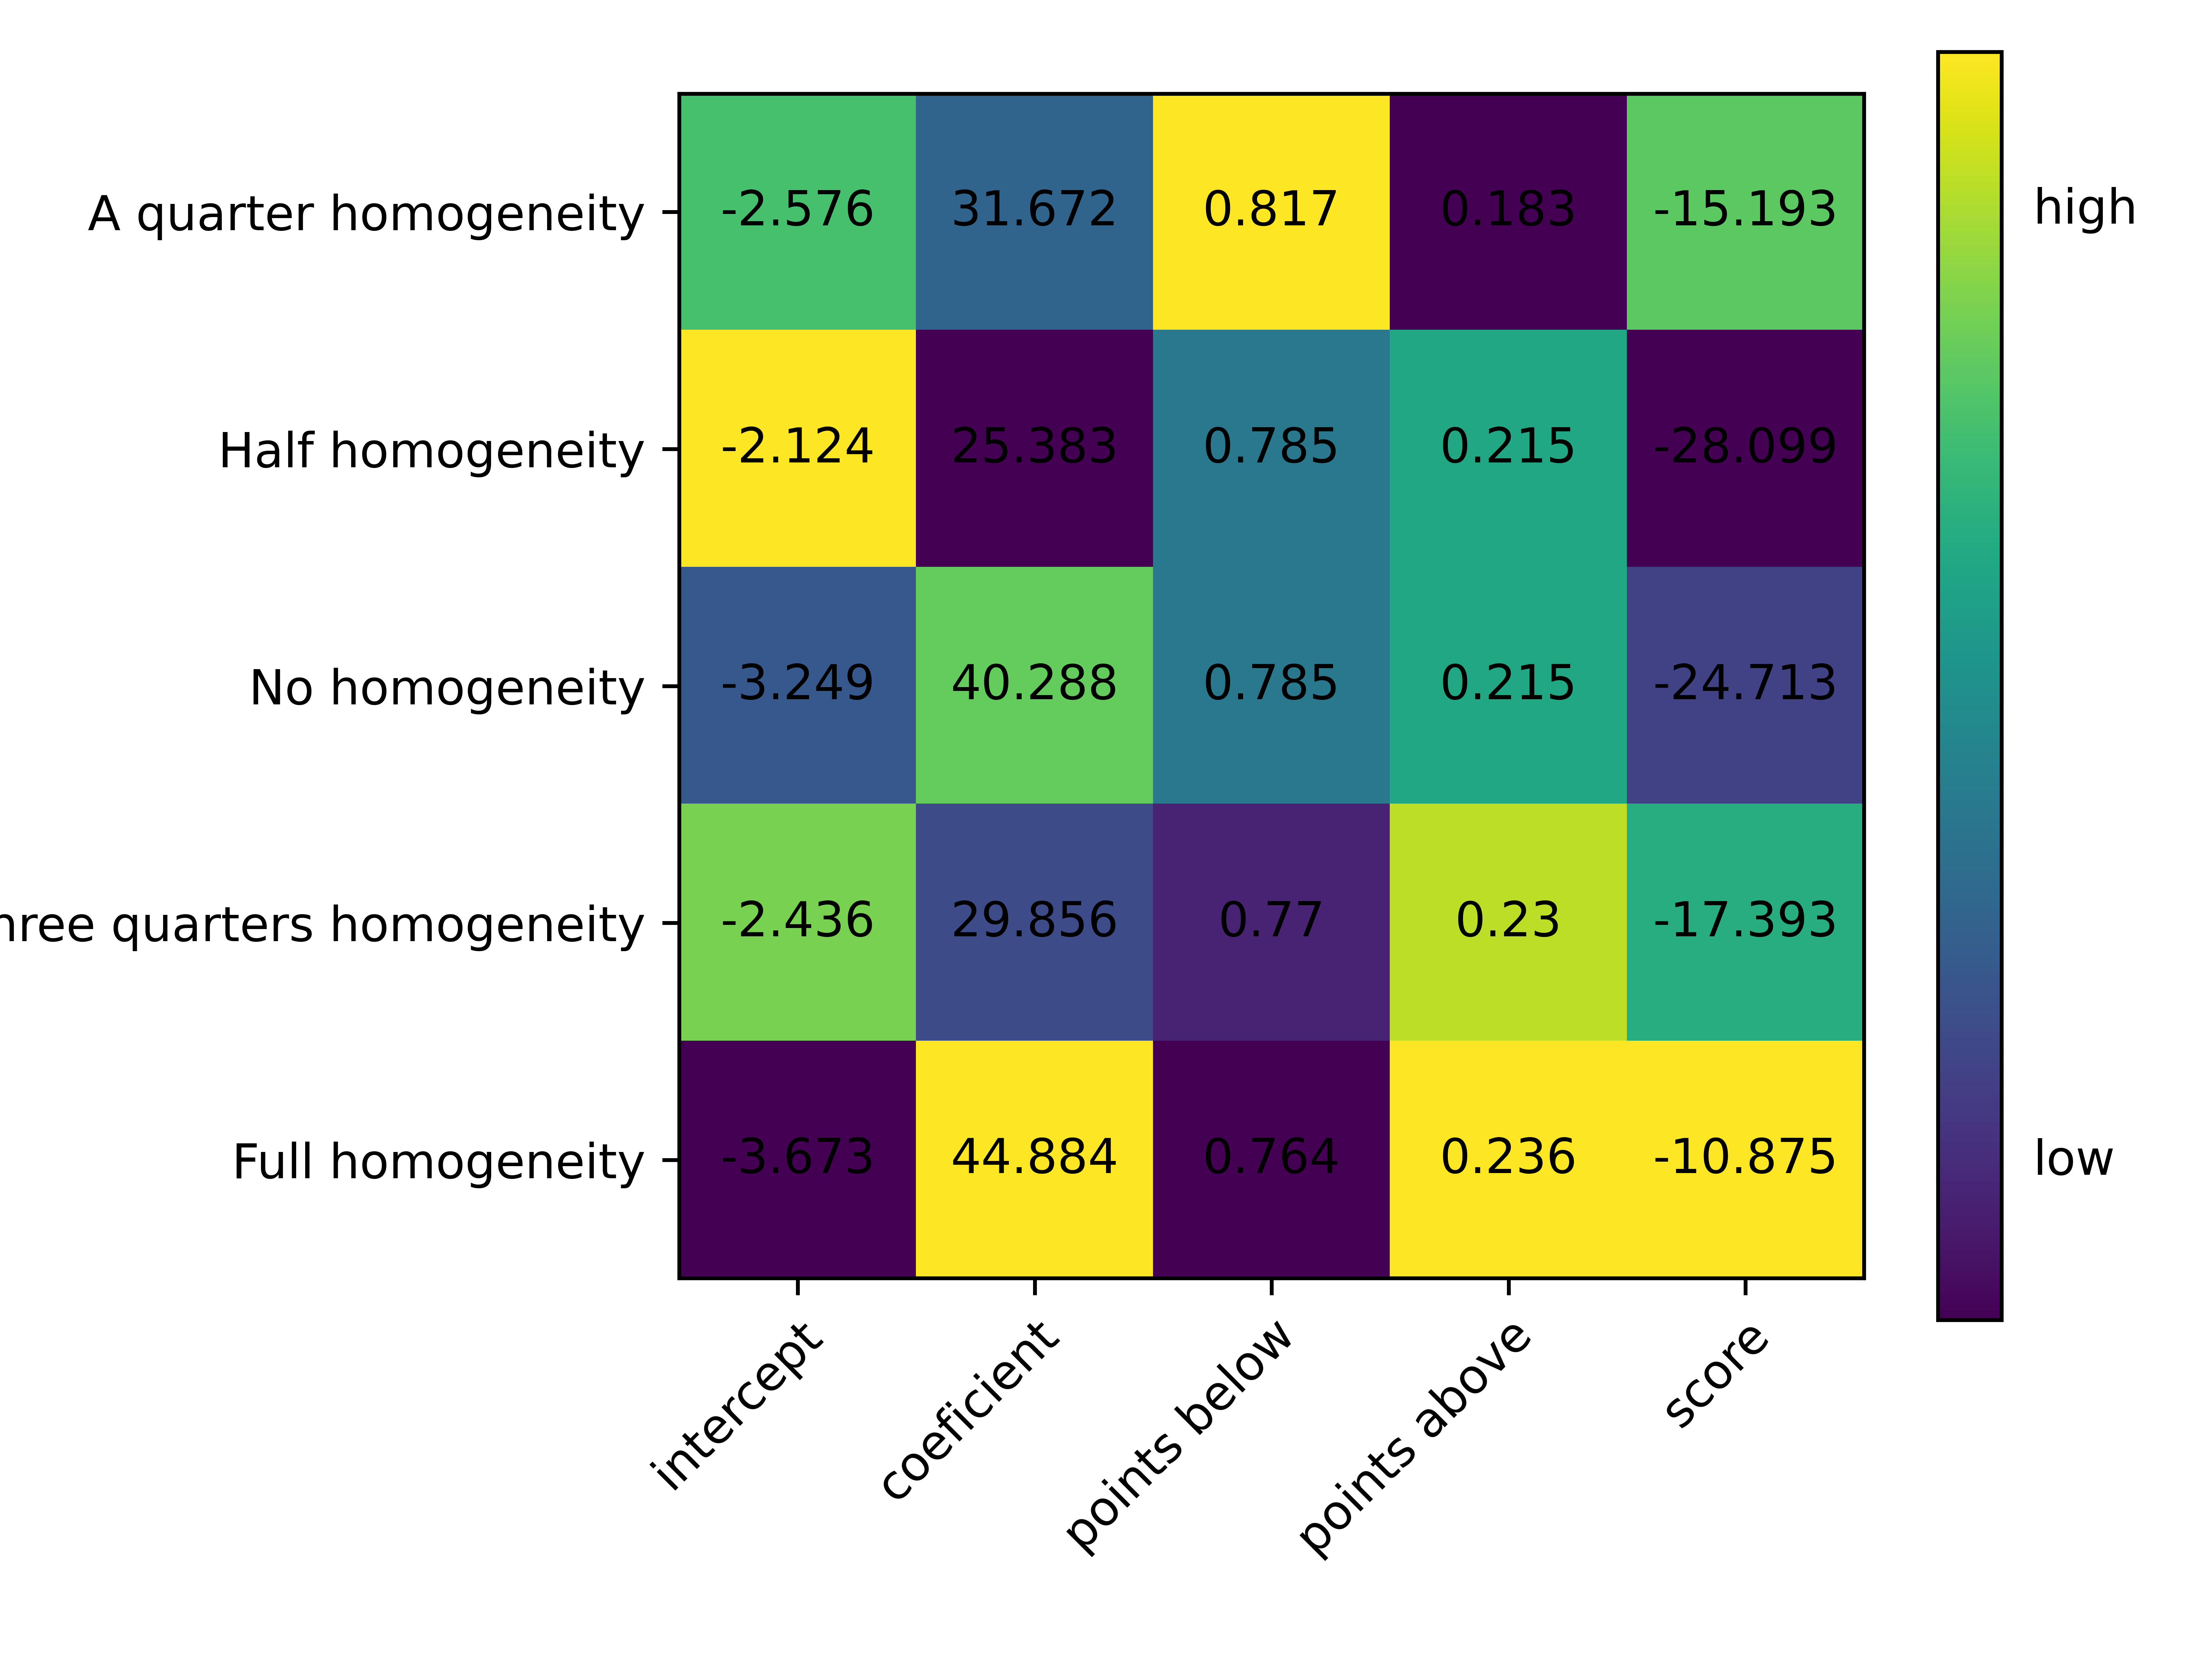 A quarter homogeneity -2.576 31.672 0.817 0.183 -15.193
high
Half homogeneity -2.124 25.383 0.785 0.215 -28.099
No homogeneity -3.249 40.288 0.785 0.215 -24.713
quarters homogeneity -2.436 29.856 0.77 0.23 -17.393
Full homogeneity -3.673 44.884 0.764 0.236 -10.875
low
intercept
coeficient
points below
points above
score